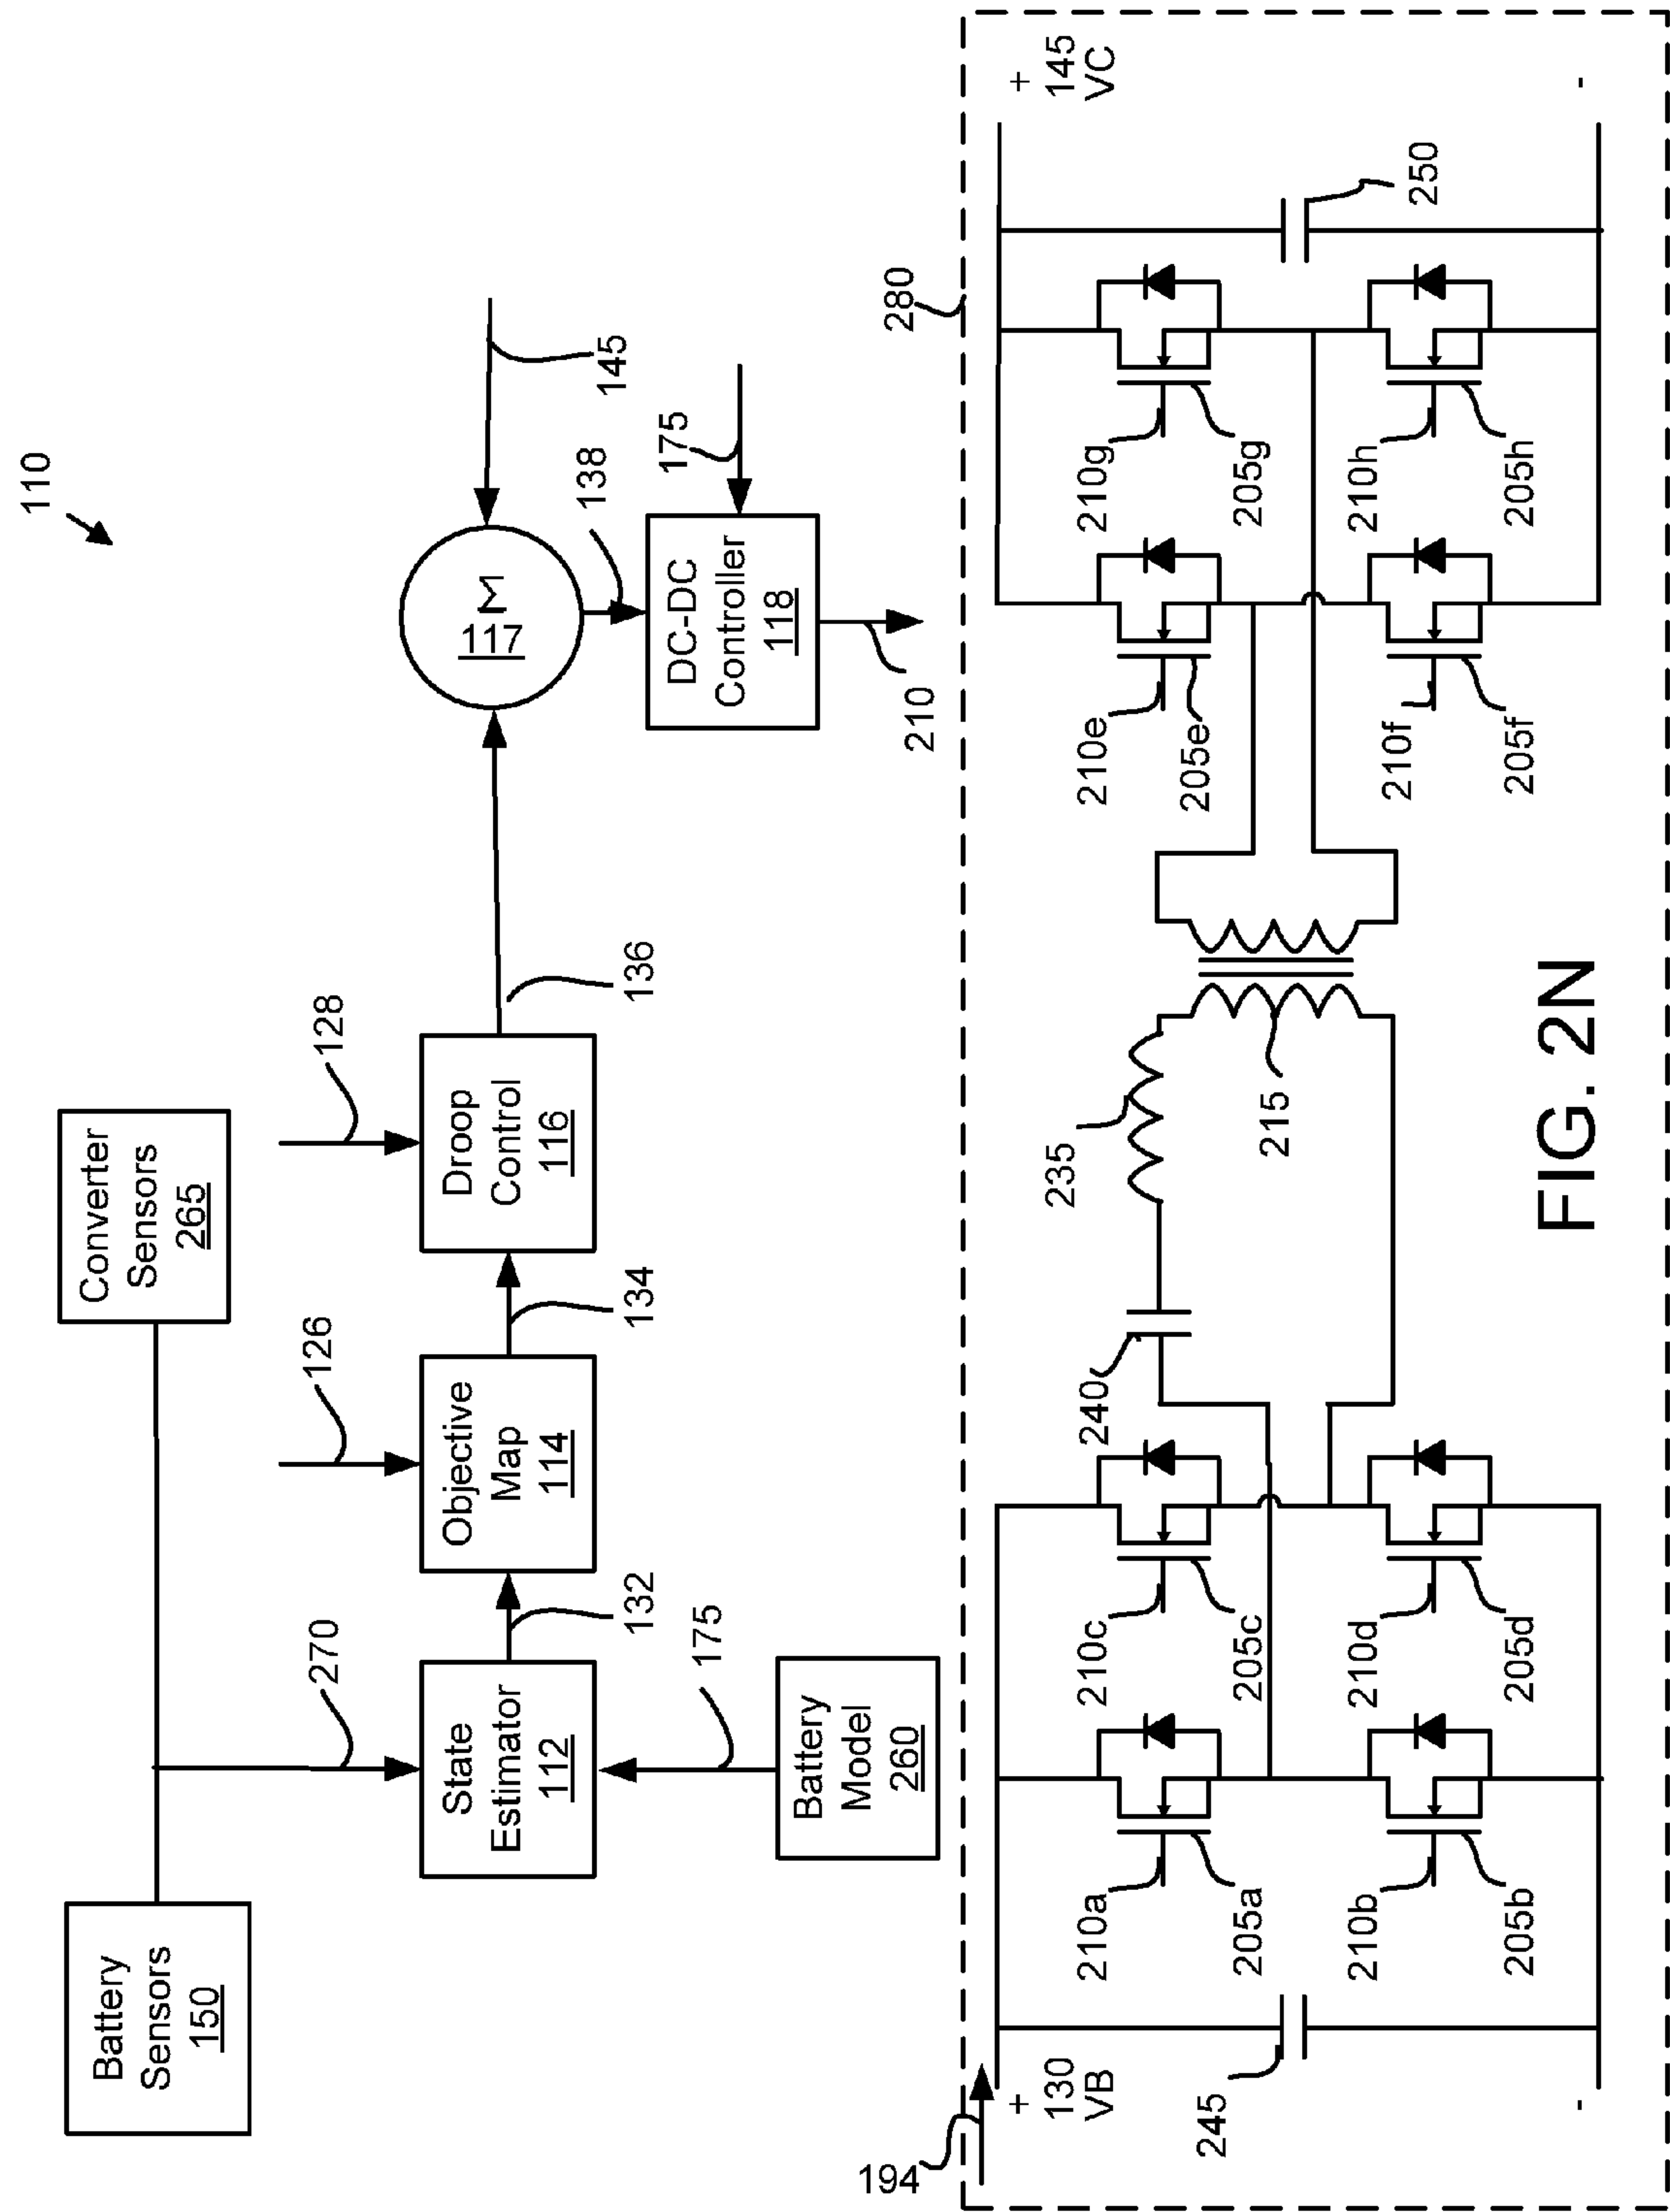 110
Battery
Sensors
150
Converter
Sensors
265
270
126
128
State
Estimator
112
132
Objective
Map
114
134
Droop
Control
116
136
Σ
117
145
138
175
Battery
Model
260
175
DC-DC
Controller
118
210
280
194
+
130
VB
-
245
210a
205a
210b
205b
210c
205c
210d
205d
240
235
215
210e
205e
210f
205f
210g
205g
210h
205h
250
+
145
VC
-
FIG. 2N